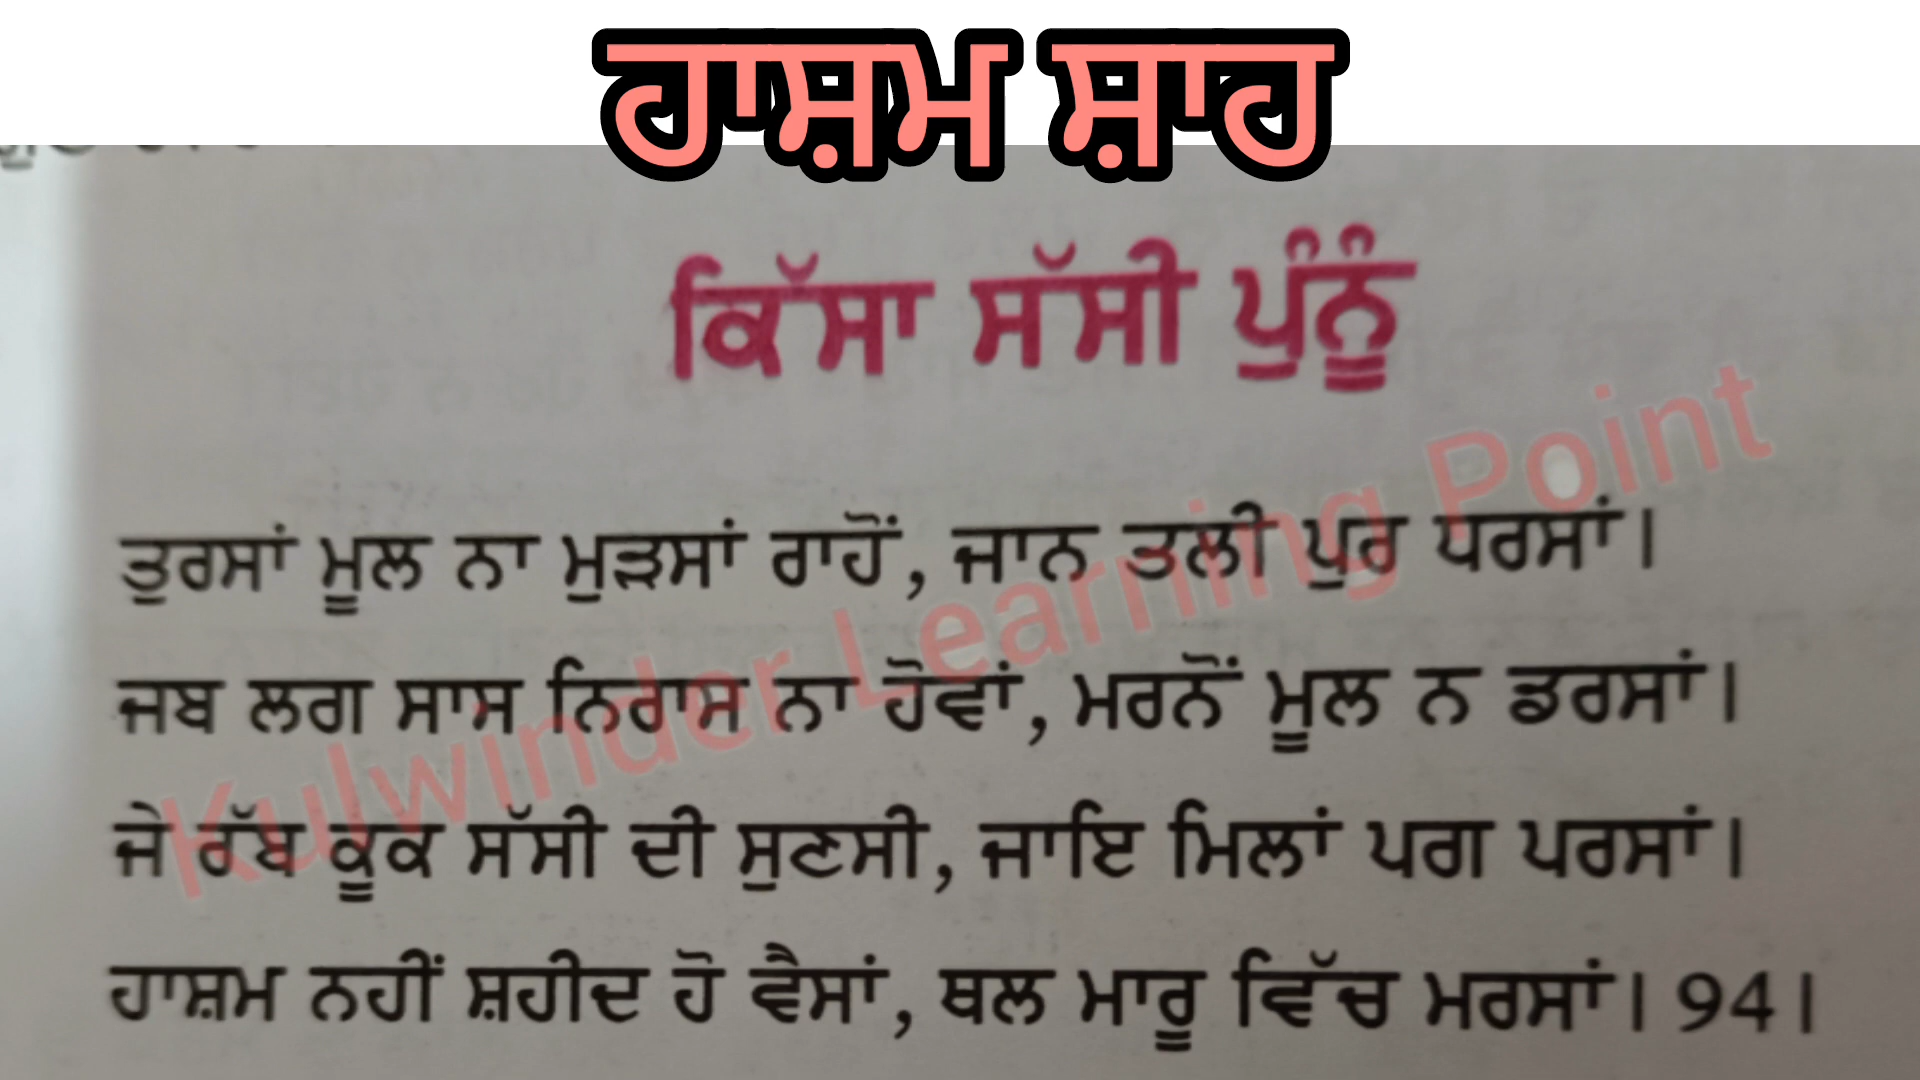 ਹਾਸ਼ਮ ਸ਼ਾਹ
ਕਿੱਸਾ ਸੱਸੀ ਪੁੰਨੂੰ
ਤੁਰਸਾਂ ਮੂਲ ਨਾ ਮੁੜਸਾਂ ਰਾਹੋਂ, ਜਾਨ ਤਲੀ ਪੁਰ ਧਰਸਾਂ।
ਜਬ ਲਗ ਸਾਸ ਨਿਰਾਸ ਨਾ ਹੋਵਾਂ, ਮਰਨੋਂ ਮੂਲ ਨ ਡਰਸਾਂ।
ਜੇ ਰੱਬ ਕੂਕ ਸੱਸੀ ਦੀ ਸੁਣਸੀ, ਜਾਇ ਮਿਲਾਂ ਪਗ ਪਰਸਾਂ।
ਹਾਸ਼ਮ ਨਹੀਂ ਸ਼ਹੀਦ ਹੋ ਵੈਸਾਂ, ਥਲ ਮਾਰੂ ਵਿੱਚ ਮਰਸਾਂ। 94।
Kulwinder Learning Point